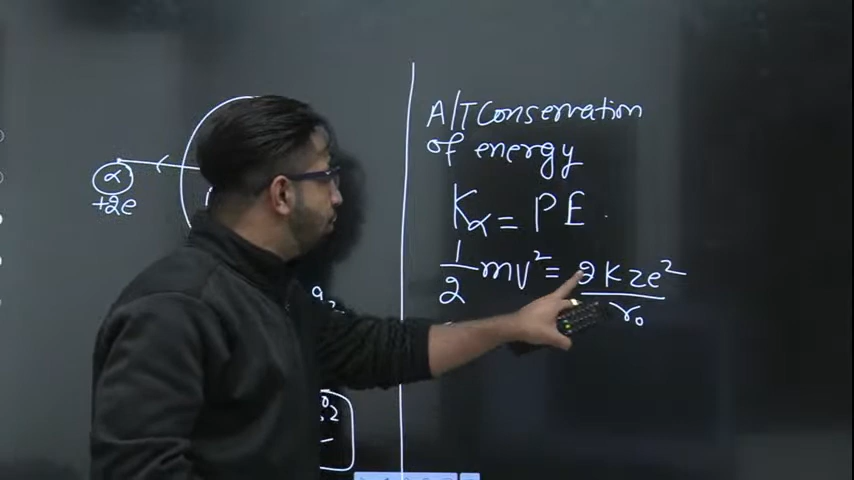 α
+2e
A/T Conservation
of energy
Kα = PE
1/2 mv² = 2Kze²/r₀